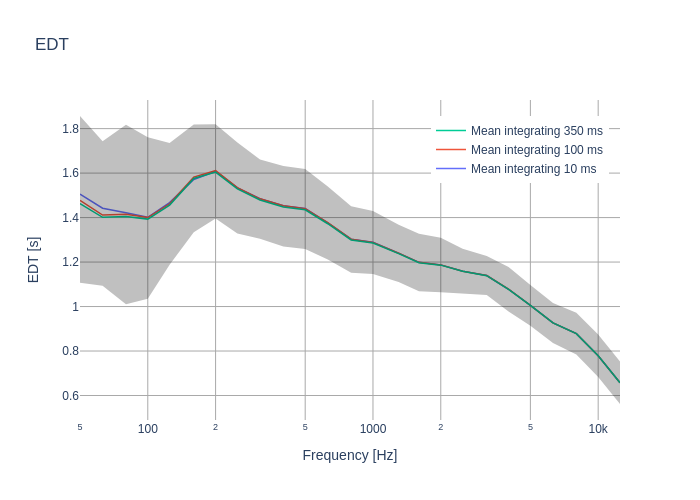 EDT
Mean integrating 350 ms
Mean integrating 100 ms
Mean integrating 10 ms
EDT [s]
1.8
1.6
1.4
1.2
1
0.8
0.6
5 100 2 5 1000 2 5 10k
Frequency [Hz]